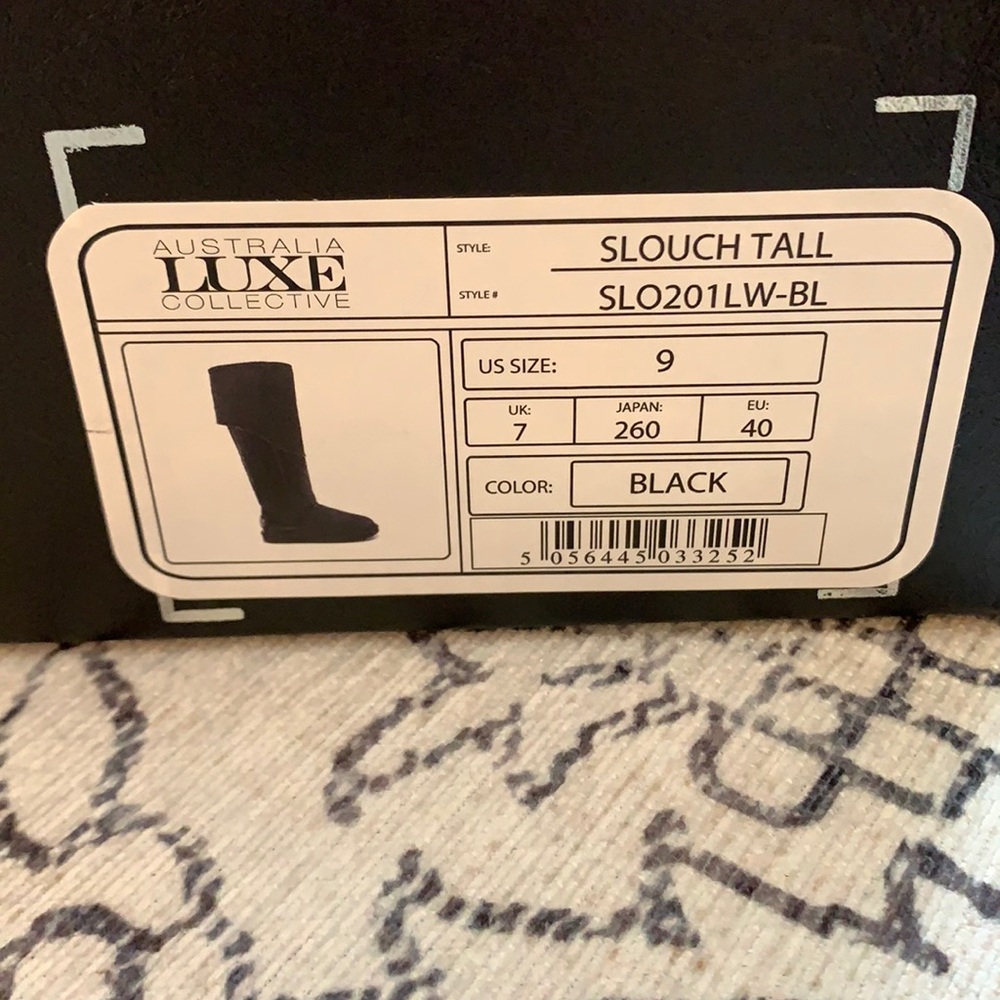 AUSTRALIA
LUXE
COLLECTIVE
STYLE: SLOUCH TALL
STYLE # SLO201LW-BL
US SIZE: 9
UK: JAPAN: EU:
7 260 40
COLOR: BLACK
5 056445 033252